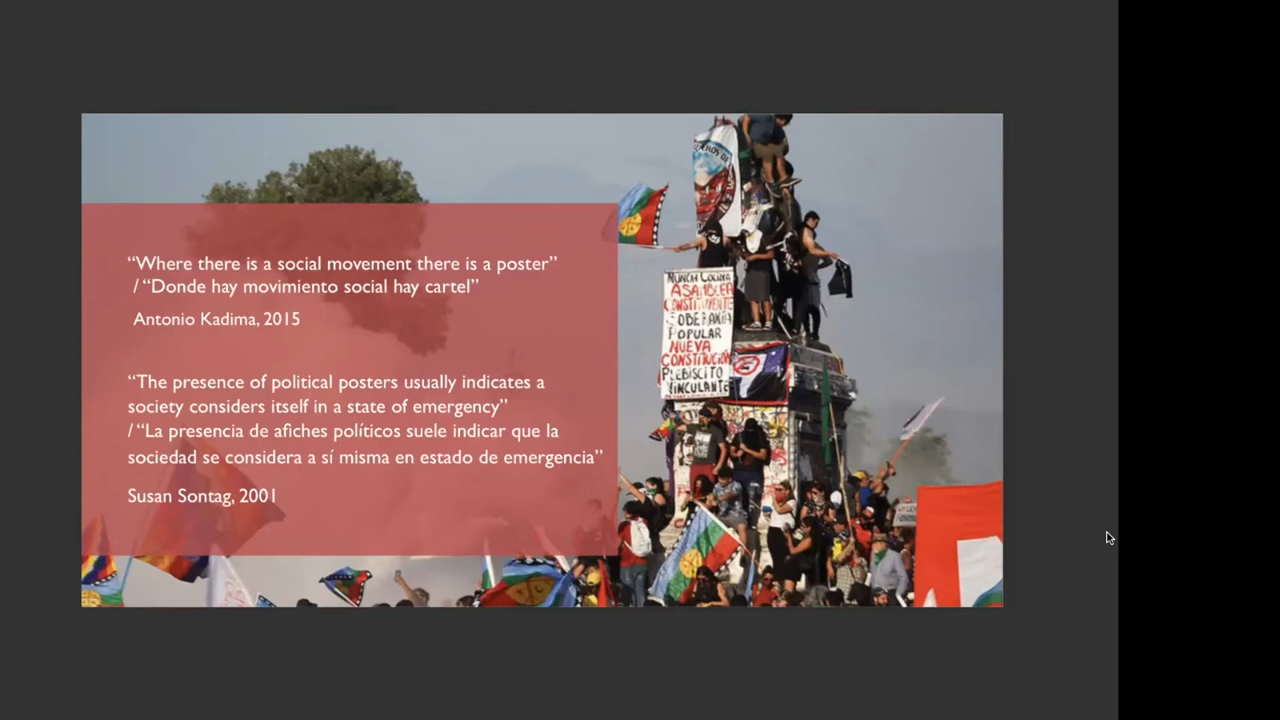 “Where there is a social movement there is a poster”
/ “Donde hay movimiento social hay cartel”
Antonio Kadima, 2015
“The presence of political posters usually indicates a
society considers itself in a state of emergency”
/ “La presencia de afiches políticos suele indicar que la
sociedad se considera a sí misma en estado de emergencia”
Susan Sontag, 2001
ASAMBLEA
CONSTITUYENTE
SOBERANÍA
POPULAR
NUEVA
CONSTITUCIÓN
PLEBISCITO
VINCULANTE